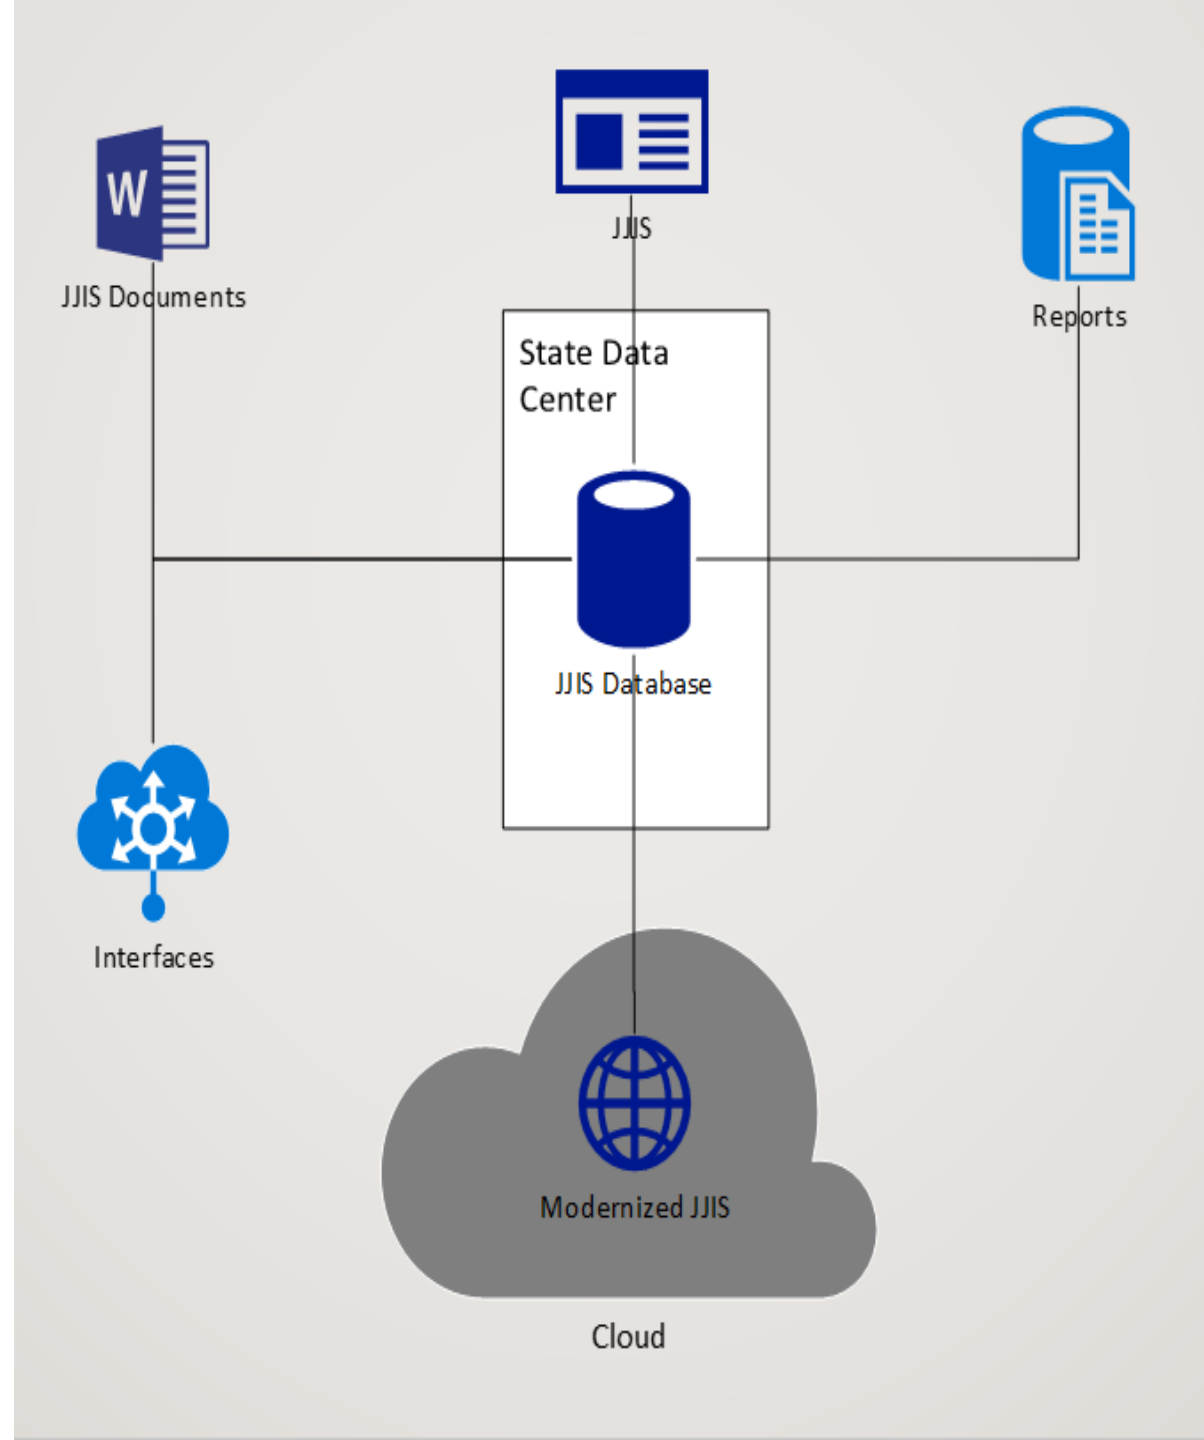 JJIS
W
JJIS Documents
Reports
State Data
Center
JJIS Database
Interfaces
Modernized JJIS
Cloud